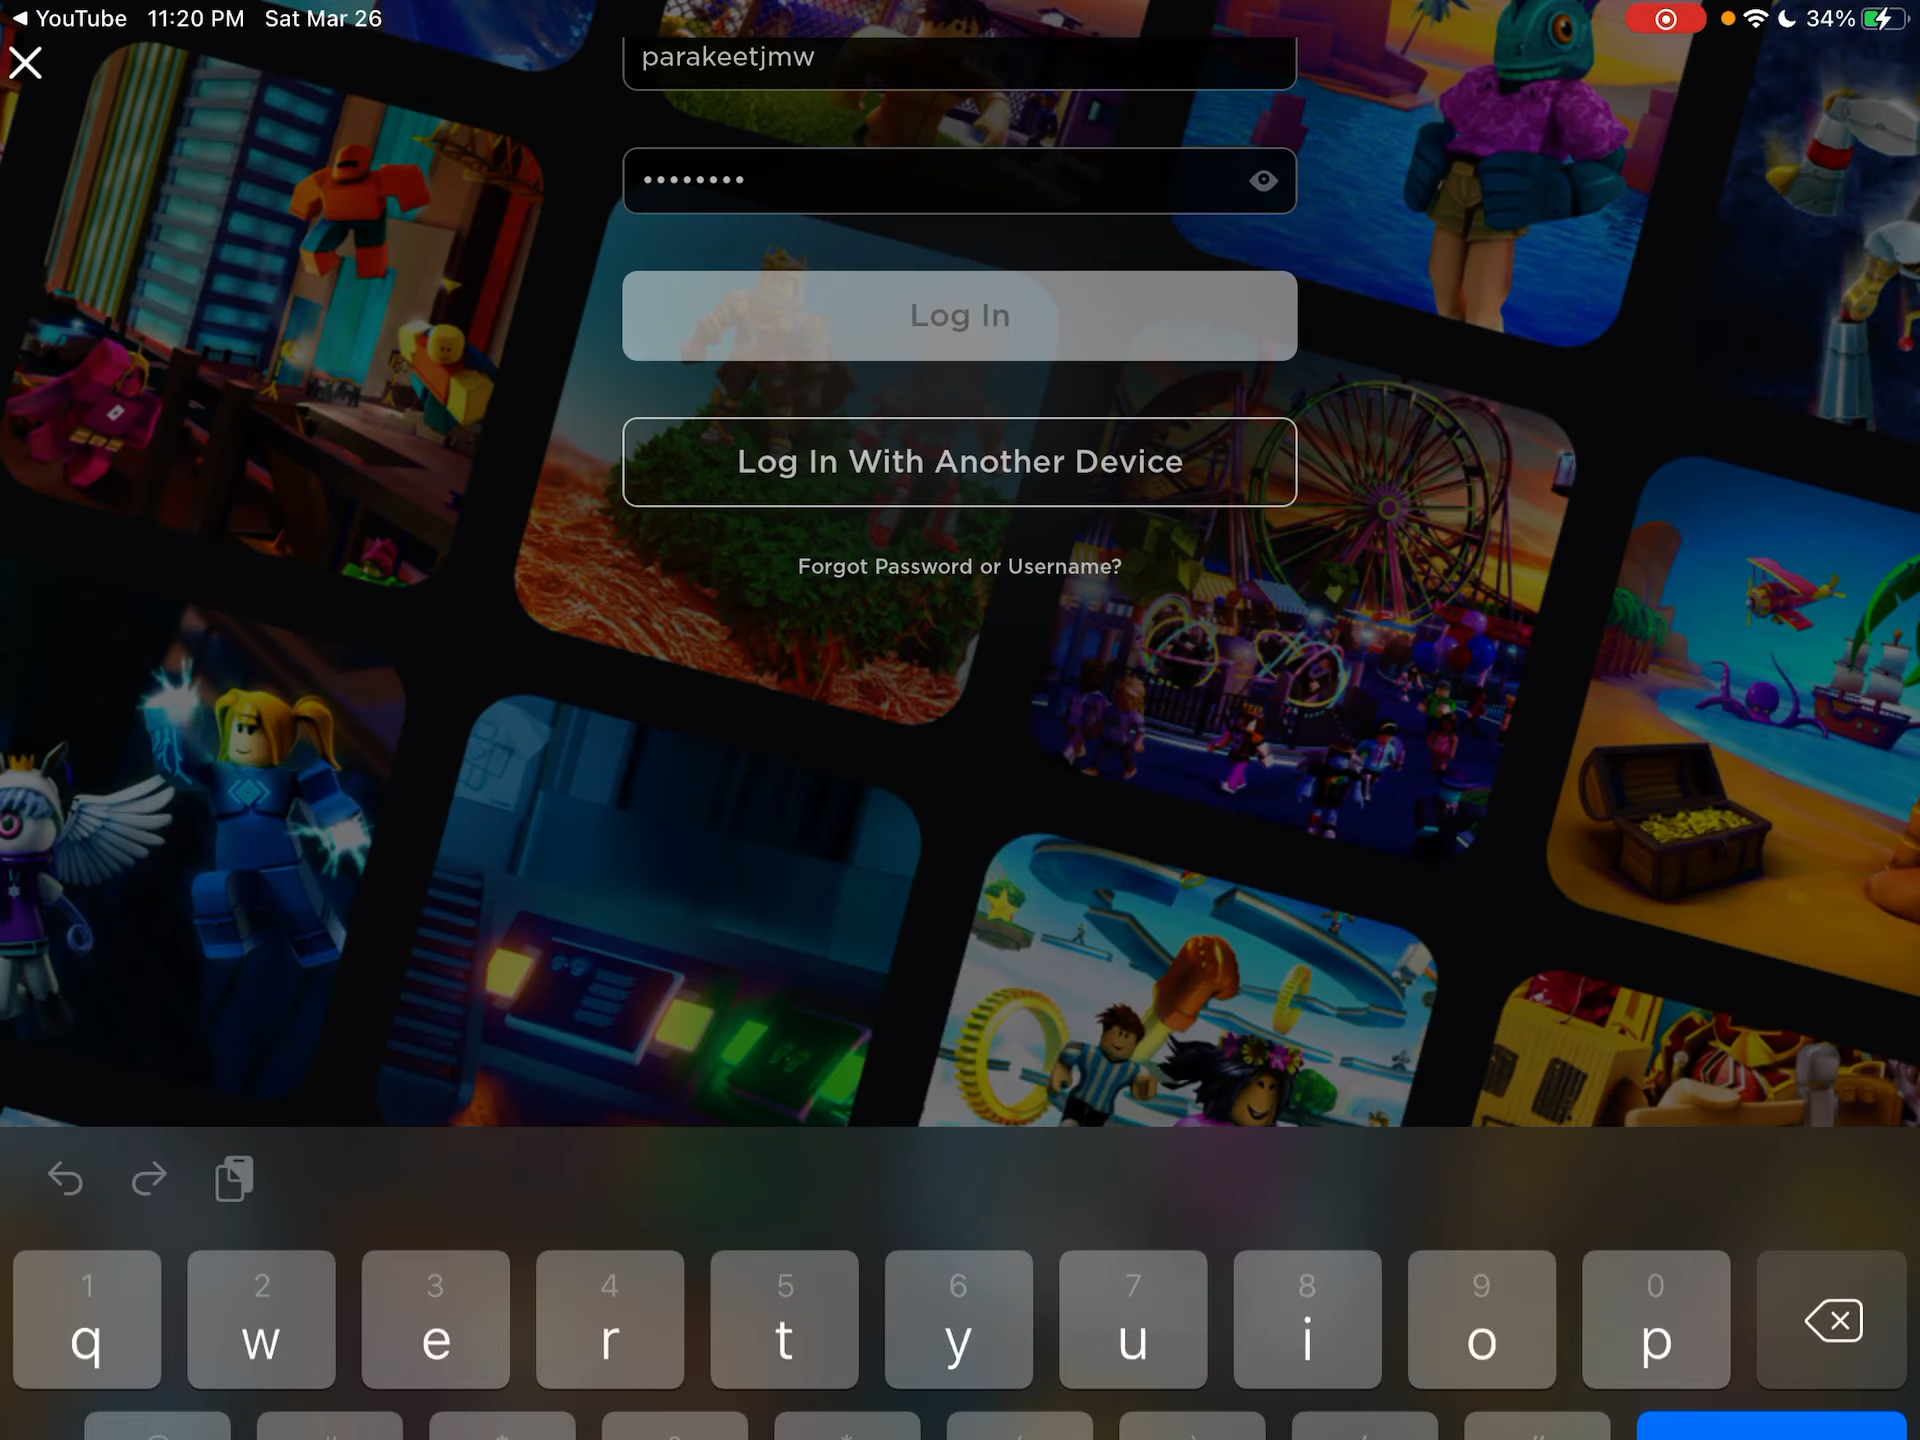 YouTube 11:20 PM Sat Mar 26 34%
parakeetjmw
••••••••
Log In
Log In With Another Device
Forgot Password or Username?
1 2 3 4 5 6 7 8 9 0
q w e r t y u i o p